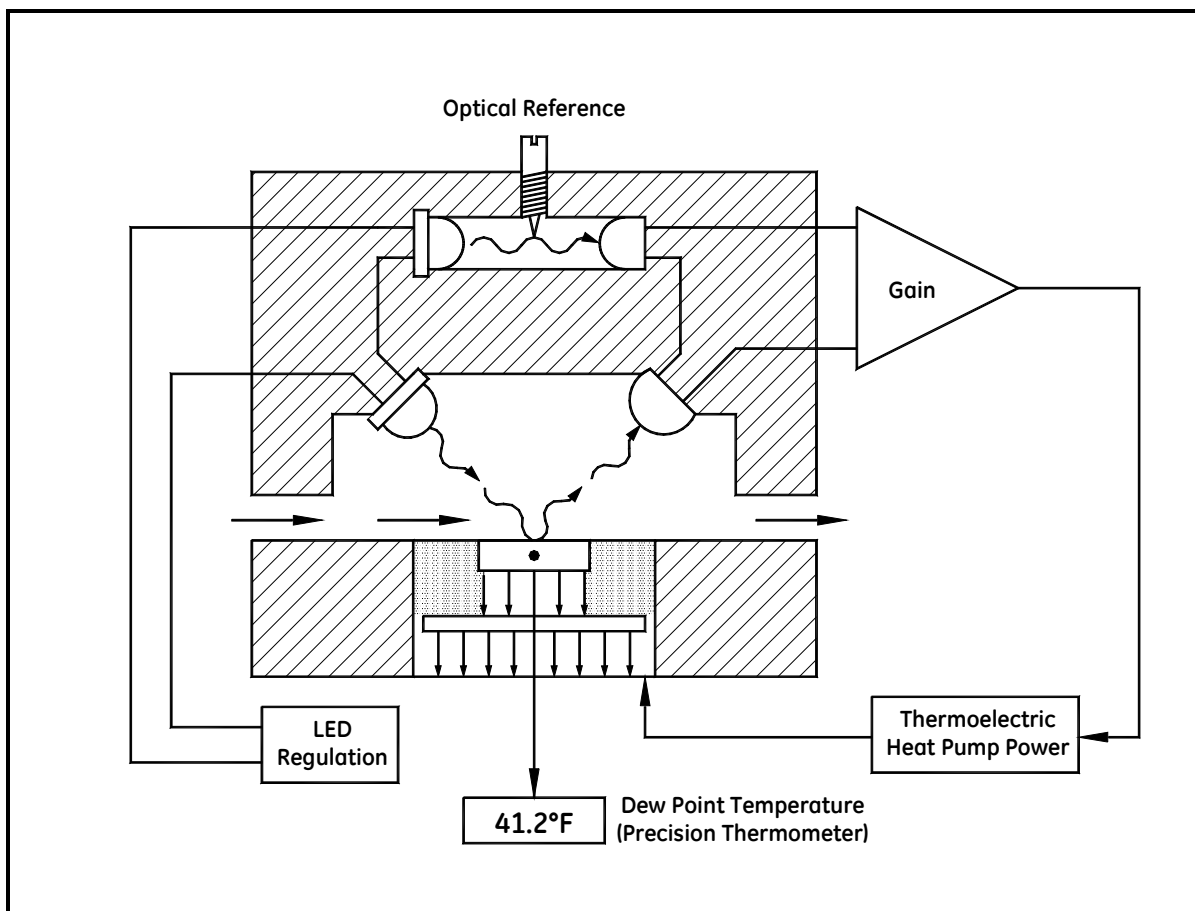 Optical Reference
Gain
LED
Regulation
Thermoelectric
Heat Pump Power
41.2°F
Dew Point Temperature
(Precision Thermometer)